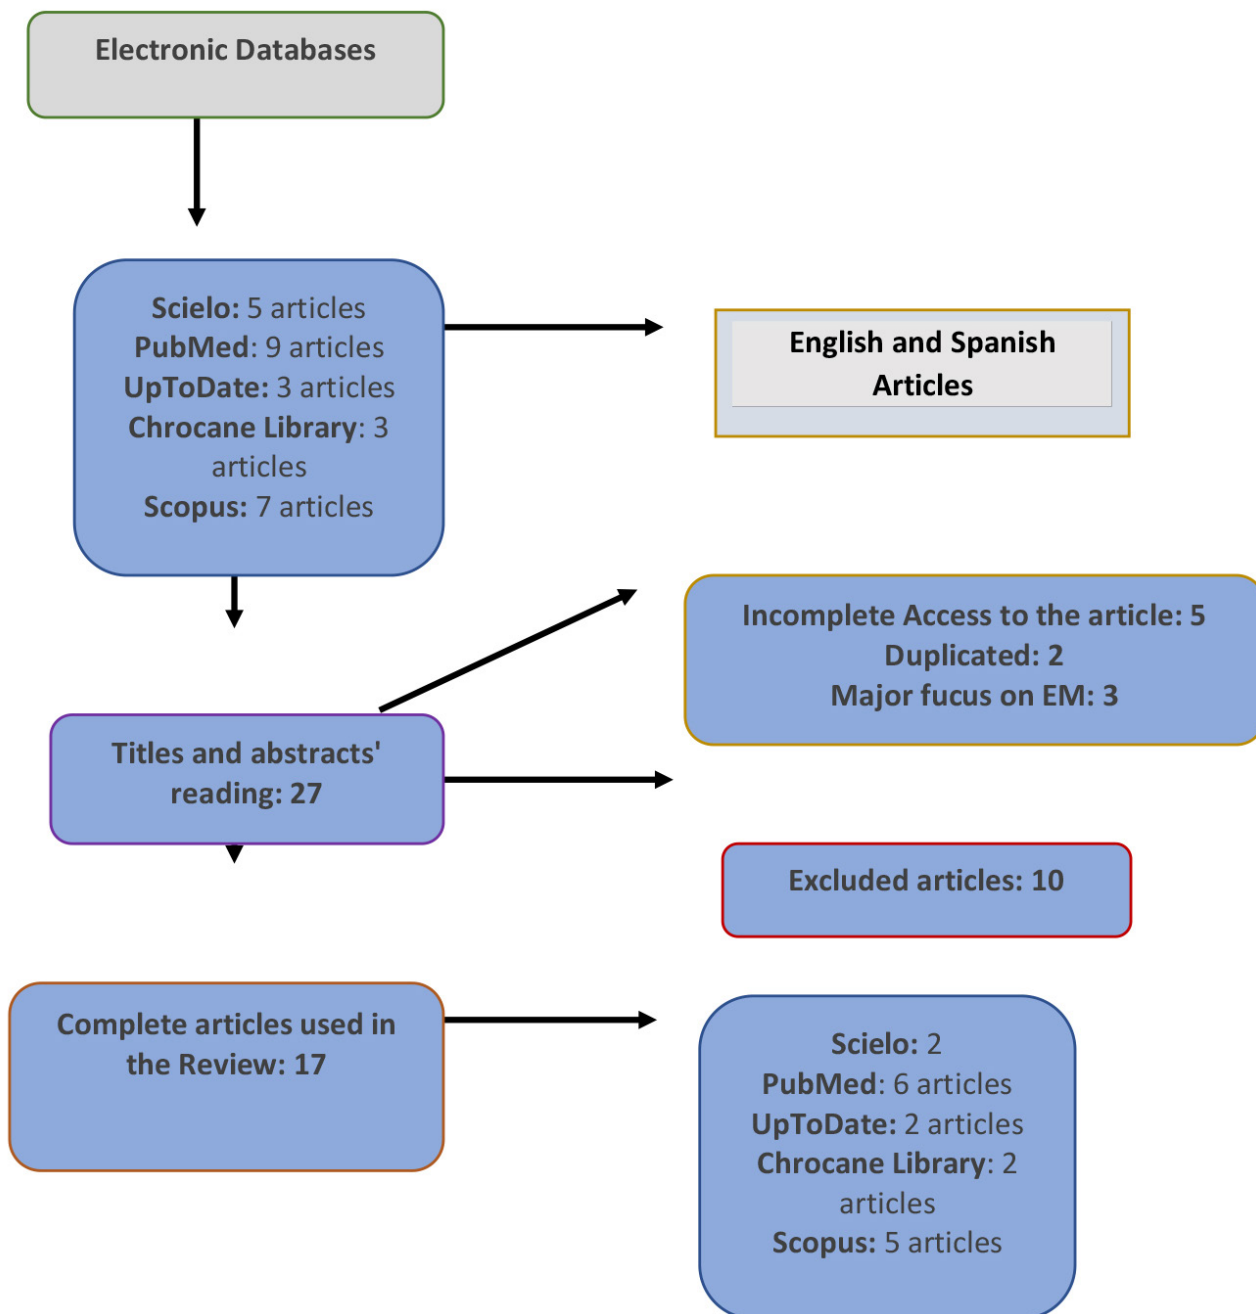 Electronic Databases
Scielo: 5 articles
PubMed: 9 articles
UpToDate: 3 articles
Chrocane Library: 3
articles
Scopus: 7 articles
English and Spanish
Articles
Incomplete Access to the article: 5
Duplicated: 2
Major fucus on EM: 3
Titles and abstracts'
reading: 27
Excluded articles: 10
Complete articles used in
the Review: 17
Scielo: 2
PubMed: 6 articles
UpToDate: 2 articles
Chrocane Library: 2
articles
Scopus: 5 articles